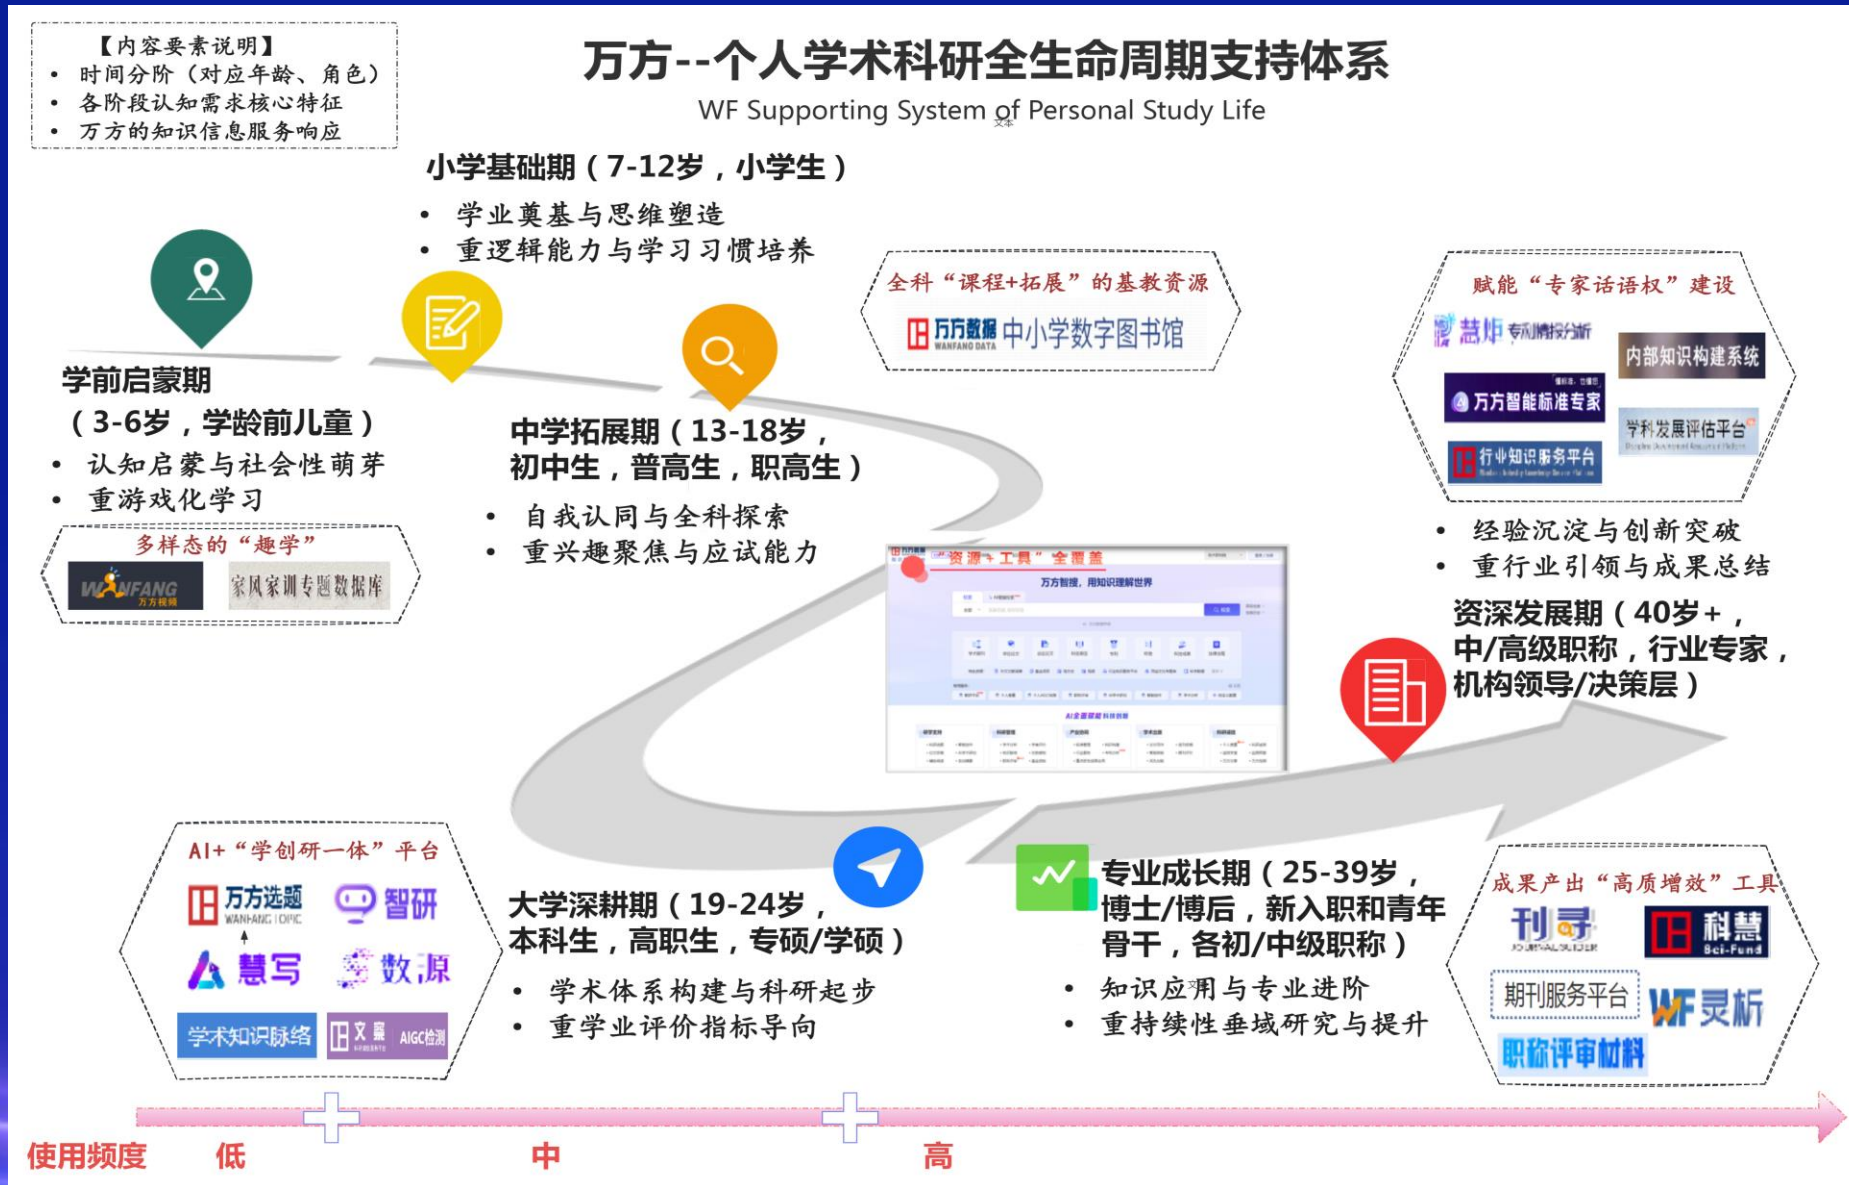 【内容要素说明】
• 时间分阶（对应年龄、角色）
• 各阶段认知需求核心特征
• 万方的知识信息服务响应
万方--个人学术科研全生命周期支持体系
WF Supporting System of Personal Study Life
文本
小学基础期（7-12岁，小学生）
• 学业奠基与思维塑造
• 重逻辑能力与学习习惯培养
学前启蒙期
（3-6岁，学龄前儿童）
• 认知启蒙与社会性萌芽
• 重游戏化学习
多样态的“趣学”
WANFANG
万方视频
家风家训专题数据库
中学拓展期（13-18岁，
初中生，普高生，职高生）
• 自我认同与全科探索
• 重兴趣聚焦与应试能力
全科“课程+拓展”的基教资源
万方数据
WANFANG DATA
中小学数字图书馆
“资源+工具”全覆盖
万方智搜，用知识理解世界
AI全面赋能科技创新
赋能“专家话语权”建设
慧炬 专利情报分析
内部知识构建系统
万方智能标准专家
学科发展评估平台
行业知识服务平台
• 经验沉淀与创新突破
• 重行业引领与成果总结
资深发展期（40岁+，
中/高级职称，行业专家，
机构领导/决策层）
AI+“学创研一体”平台
万方选题
WANFANG TOPIC
智研
慧写
数源
学术知识脉络
文察
AIGC检测
大学深耕期（19-24岁，
本科生，高职生，专硕/学硕）
• 学术体系构建与科研起步
• 重学业评价指标导向
专业成长期（25-39岁，
博士/博后，新入职和青年
骨干，各初/中级职称）
• 知识应用与专业进阶
• 重持续性垂域研究与提升
成果产出“高质增效”工具
刊寻
JOURNAL GUIDER
科慧
Sci-Fund
期刊服务平台
WF灵析
职称评审材料
使用频度 低 中 高